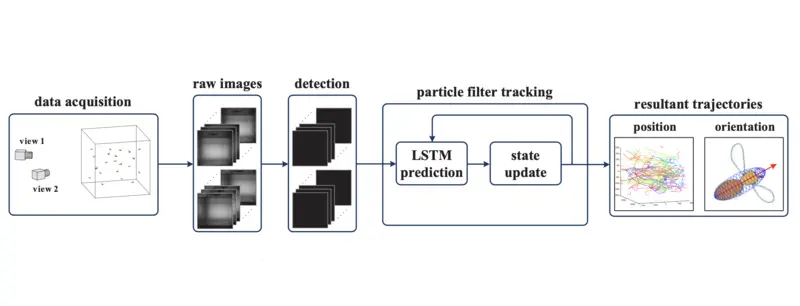 data acquisition
view 1
view 2
raw images
detection
particle filter tracking
LSTM
prediction
state
update
resultant trajectories
position
orientation